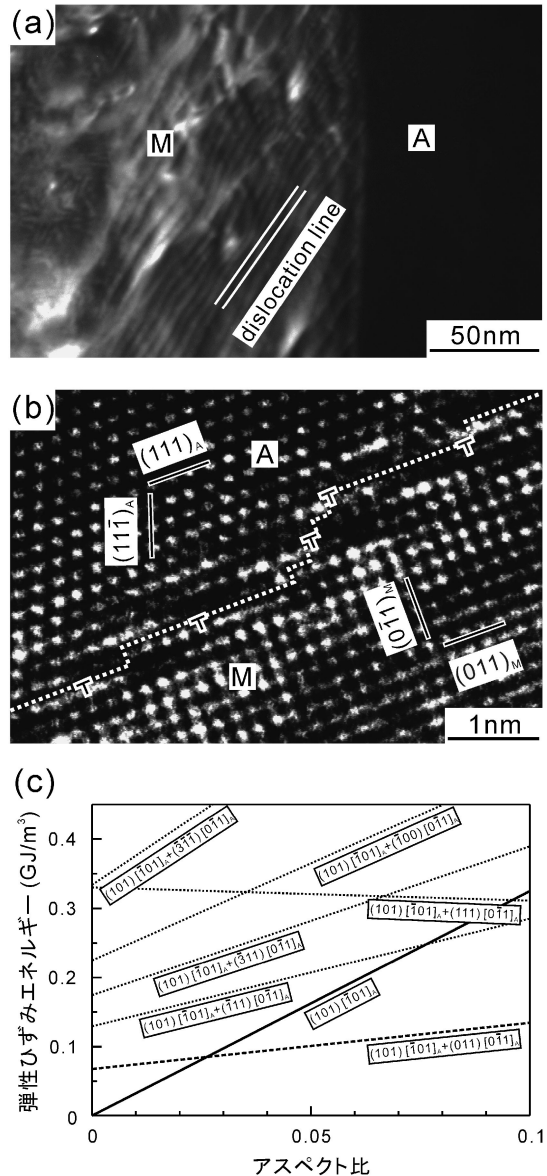 (a)
M
A
dislocation line
50nm
(b)
(111)A
A
(111̄)A
(01̄1)M
M
(011)M
1nm
(c)
弾性ひずみエネルギー (GJ/m³)
0.4
0.3
0.2
0.1
0
(101) [1̄01]A+(3̄1̄1) [01̄1]A
(101) [1̄01]A+(1̄00) [01̄1]A
(101) [1̄01]A+(111) [01̄1]A
(101) [1̄01]A+(3̄11) [01̄1]A
(101) [1̄01]A+(1̄11) [01̄1]A
(101) [1̄01]A
(101) [1̄01]A+(011) [01̄1]A
0
0.05
0.1
アスペクト比